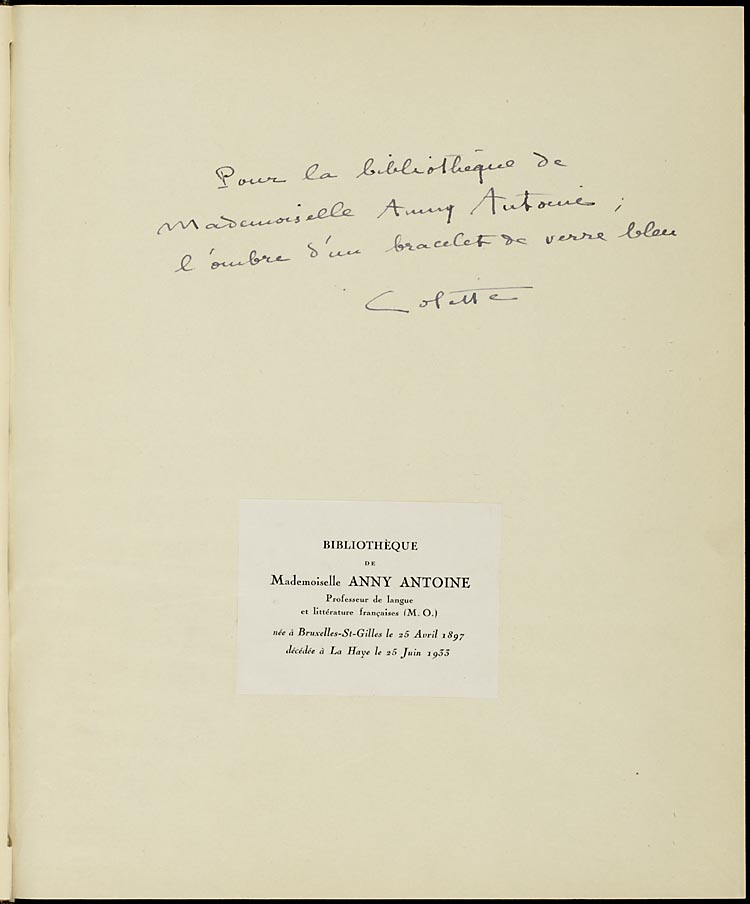 Pour la bibliothèque de
Mademoiselle Anny Antoine ;
l'ombre d'un bracelet de verre bleu
Colette
BIBLIOTHÈQUE
DE
Mademoiselle ANNY ANTOINE
Professeur de langue
et littérature françaises (M. O.)
née à Bruxelles-St-Gilles le 25 Avril 1897
décédée à La Haye le 25 Juin 1933